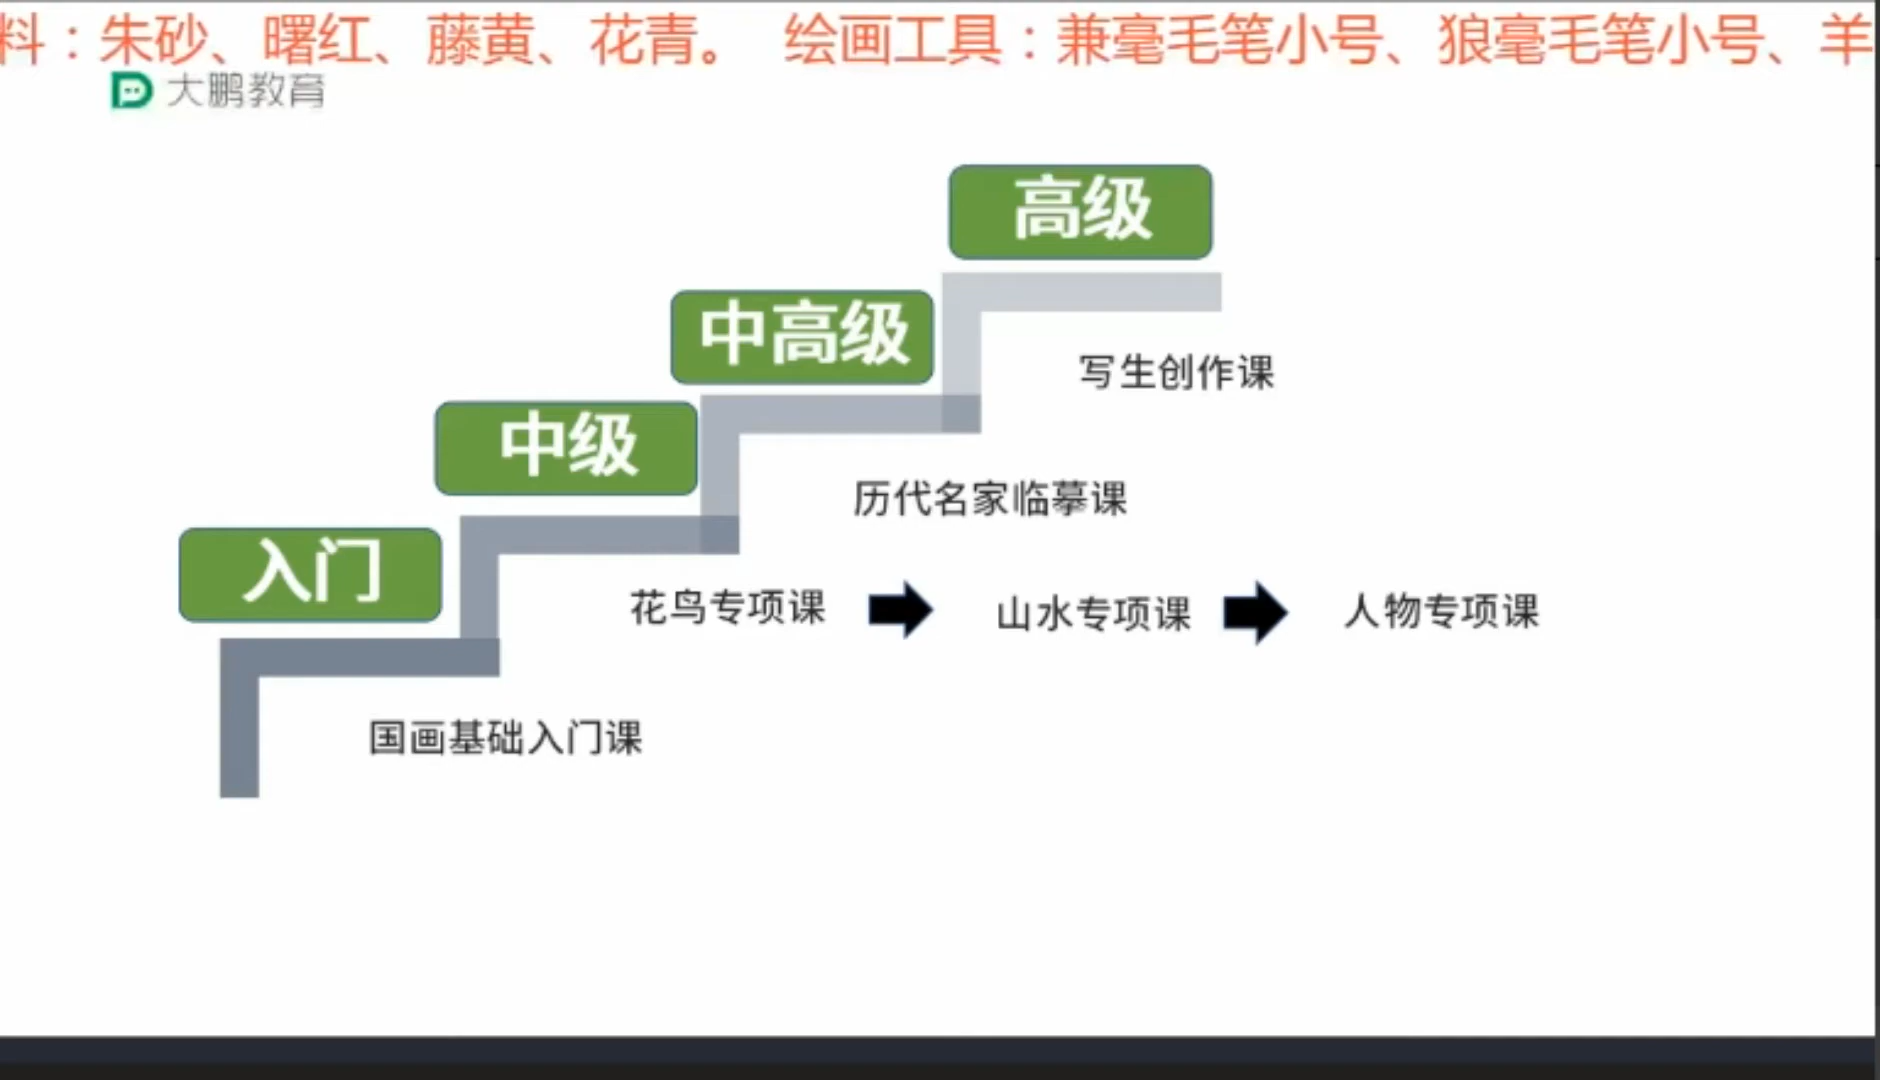 料：朱砂、曙红、藤黄、花青。 绘画工具：兼毫毛笔小号、狼毫毛笔小号、羊
大鹏教育
高级
中高级
写生创作课
中级
历代名家临摹课
入门
花鸟专项课 山水专项课 人物专项课
国画基础入门课